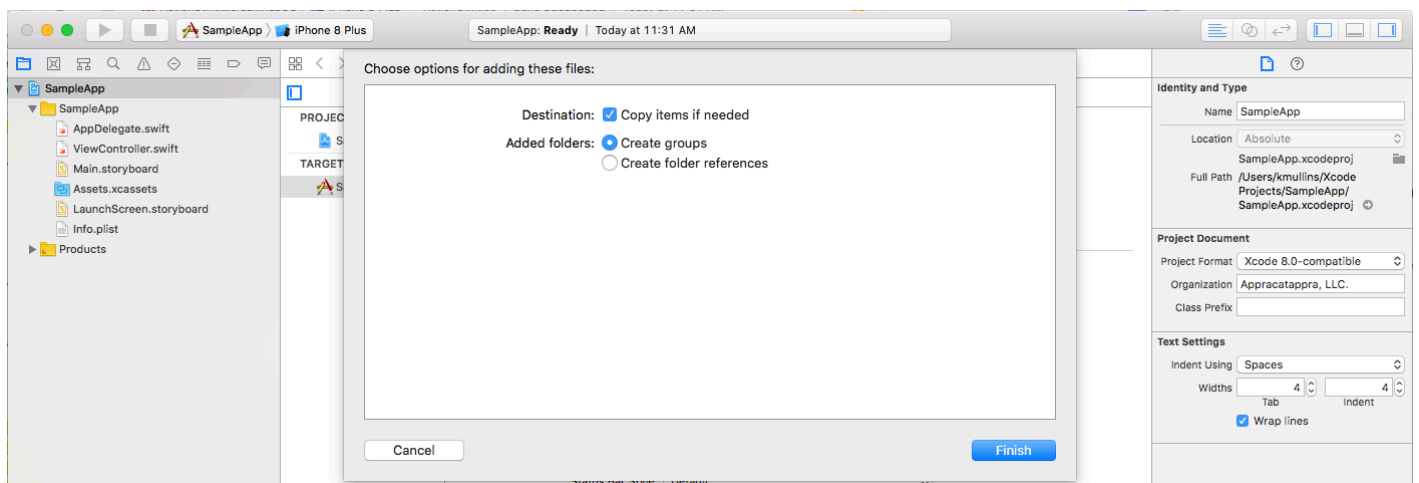 SampleApp
iPhone 8 Plus
SampleApp: Ready | Today at 11:31 AM
SampleApp
SampleApp
AppDelegate.swift
ViewController.swift
Main.storyboard
Assets.xcassets
LaunchScreen.storyboard
Info.plist
Products
PROJEC
S
TARGET
S
Choose options for adding these files:
Destination: Copy items if needed
Added folders: Create groups
Create folder references
Cancel
Finish
Identity and Type
Name SampleApp
Location Absolute
SampleApp.xcodeproj
Full Path /Users/kmullins/Xcode
Projects/SampleApp/
SampleApp.xcodeproj
Project Document
Project Format Xcode 8.0-compatible
Organization Appracatappra, LLC.
Class Prefix
Text Settings
Indent Using Spaces
Widths 4 4
Tab Indent
Wrap lines